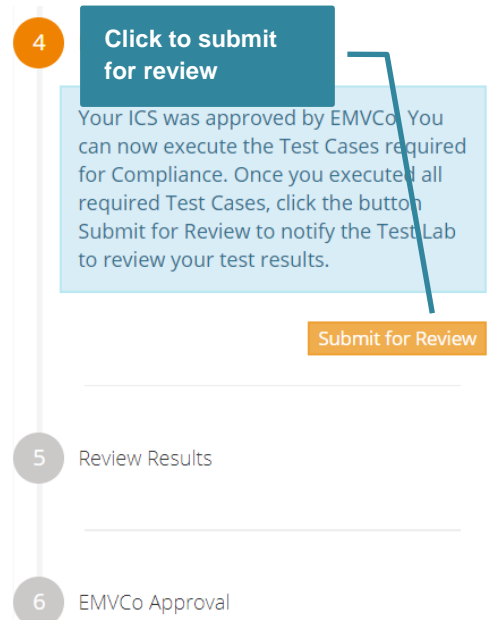 4
Click to submit
for review
Your ICS was approved by EMVCo. You
can now execute the Test Cases required
for Compliance. Once you executed all
required Test Cases, click the button
Submit for Review to notify the Test Lab
to review your test results.
Submit for Review
5
Review Results
6
EMVCo Approval